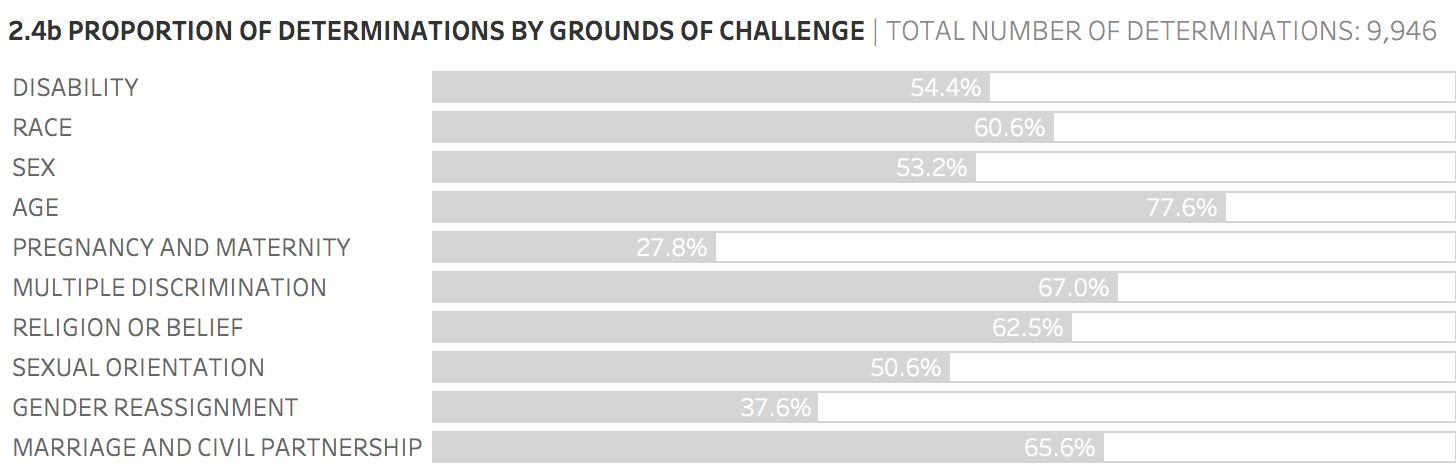 2.4b PROPORTION OF DETERMINATIONS BY GROUNDS OF CHALLENGE | TOTAL NUMBER OF DETERMINATIONS: 9,946
DISABILITY 54.4%
RACE 60.6%
SEX 53.2%
AGE 77.6%
PREGNANCY AND MATERNITY 27.8%
MULTIPLE DISCRIMINATION 67.0%
RELIGION OR BELIEF 62.5%
SEXUAL ORIENTATION 50.6%
GENDER REASSIGNMENT 37.6%
MARRIAGE AND CIVIL PARTNERSHIP 65.6%